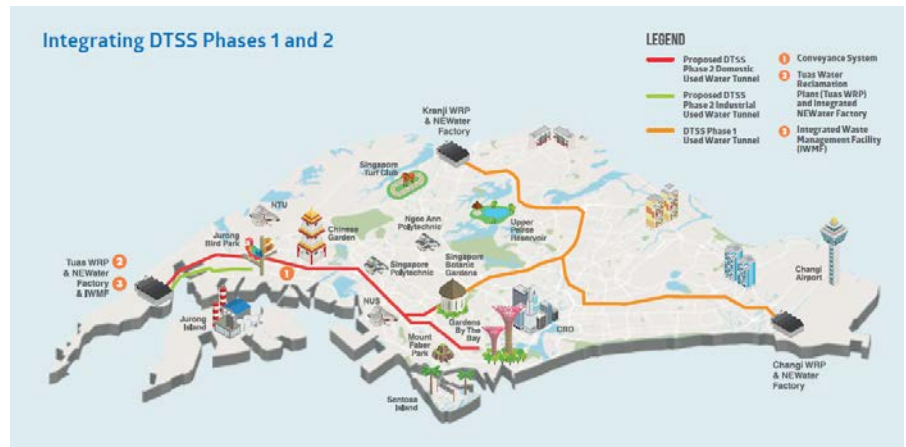 Integrating DTSS Phases 1 and 2
LEGEND
Proposed DTSS
Phase 2 Domestic
Used Water Tunnel
Proposed DTSS
Phase 2 Industrial
Used Water Tunnel
DTSS Phase 1
Used Water Tunnel
1 Conveyance System
2 Tuas Water
Reclamation
Plant (Tuas WRP)
and Integrated
NEWater Factory
3 Integrated Waste
Management Facility
(IWMF)
Kranji WRP
& NEWater
Factory
Singapore
Turf Club
NTU
Ngee Ann
Polytechnic
Upper
Peirce
Reservoir
Chinese
Garden
Jurong
Bird Park
Tuas WRP 2
& NEWater
Factory 3
& IWMF
1
Singapore
Polytechnic
Singapore
Botanic
Gardens
Changi
Airport
Jurong
Island
NUS
Gardens
By The
Bay
CBD
Mount
Faber
Park
Changi WRP
& NEWater
Factory
Sentosa
Island